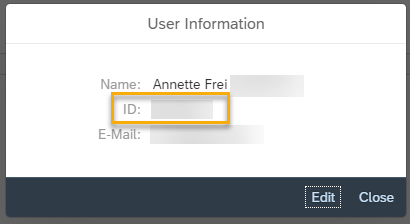 User Information
Name: Annette Frei
ID:
E-Mail:
Edit Close